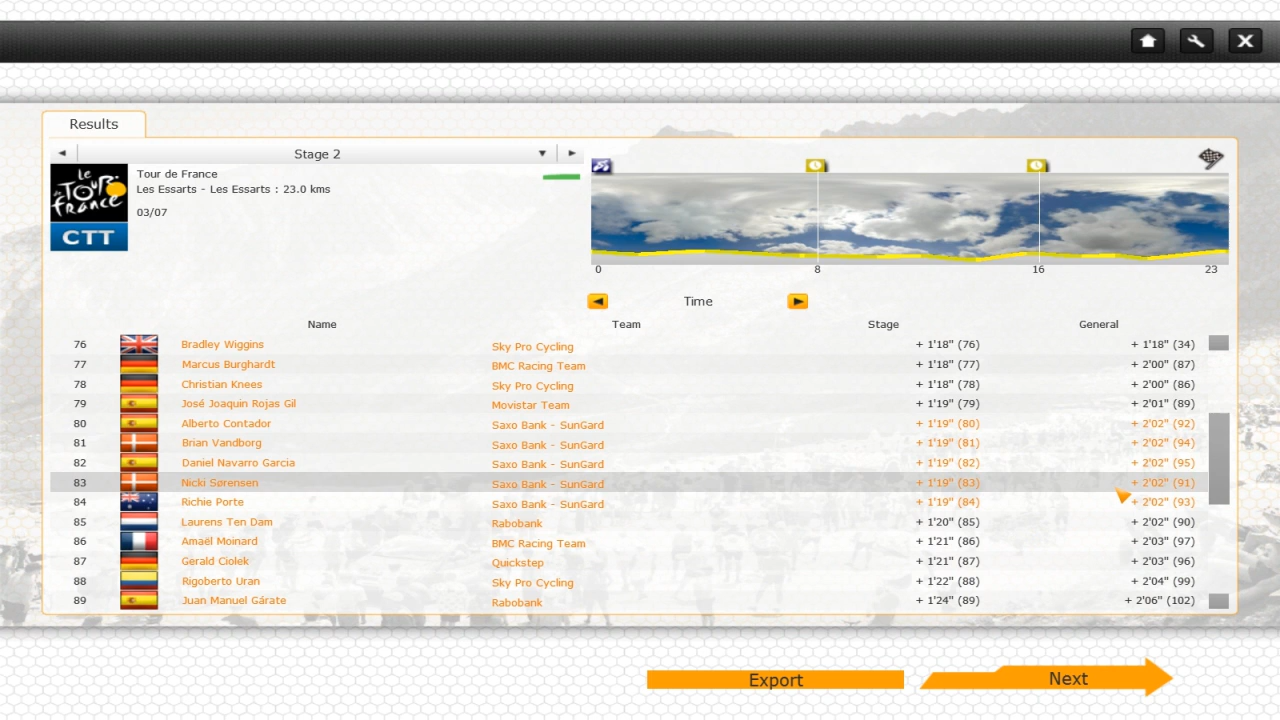 Results
Stage 2
Le Tour de France
CTT
Tour de France
Les Essarts - Les Essarts : 23.0 kms
03/07
0 8 16 23
Time
Name Team Stage General
76 Bradley Wiggins Sky Pro Cycling + 1'18" (76) + 1'18" (34)
77 Marcus Burghardt BMC Racing Team + 1'18" (77) + 2'00" (87)
78 Christian Knees Sky Pro Cycling + 1'18" (78) + 2'00" (86)
79 José Joaquin Rojas Gil Movistar Team + 1'19" (79) + 2'01" (89)
80 Alberto Contador Saxo Bank - SunGard + 1'19" (80) + 2'02" (92)
81 Brian Vandborg Saxo Bank - SunGard + 1'19" (81) + 2'02" (94)
82 Daniel Navarro Garcia Saxo Bank - SunGard + 1'19" (82) + 2'02" (95)
83 Nicki Sørensen Saxo Bank - SunGard + 1'19" (83) + 2'02" (91)
84 Richie Porte Saxo Bank - SunGard + 1'19" (84) + 2'02" (93)
85 Laurens Ten Dam Rabobank + 1'20" (85) + 2'02" (90)
86 Amaël Moinard BMC Racing Team + 1'21" (86) + 2'03" (97)
87 Gerald Ciolek Quickstep + 1'21" (87) + 2'03" (96)
88 Rigoberto Uran Sky Pro Cycling + 1'22" (88) + 2'04" (99)
89 Juan Manuel Gárate Rabobank + 1'24" (89) + 2'06" (102)
Export Next